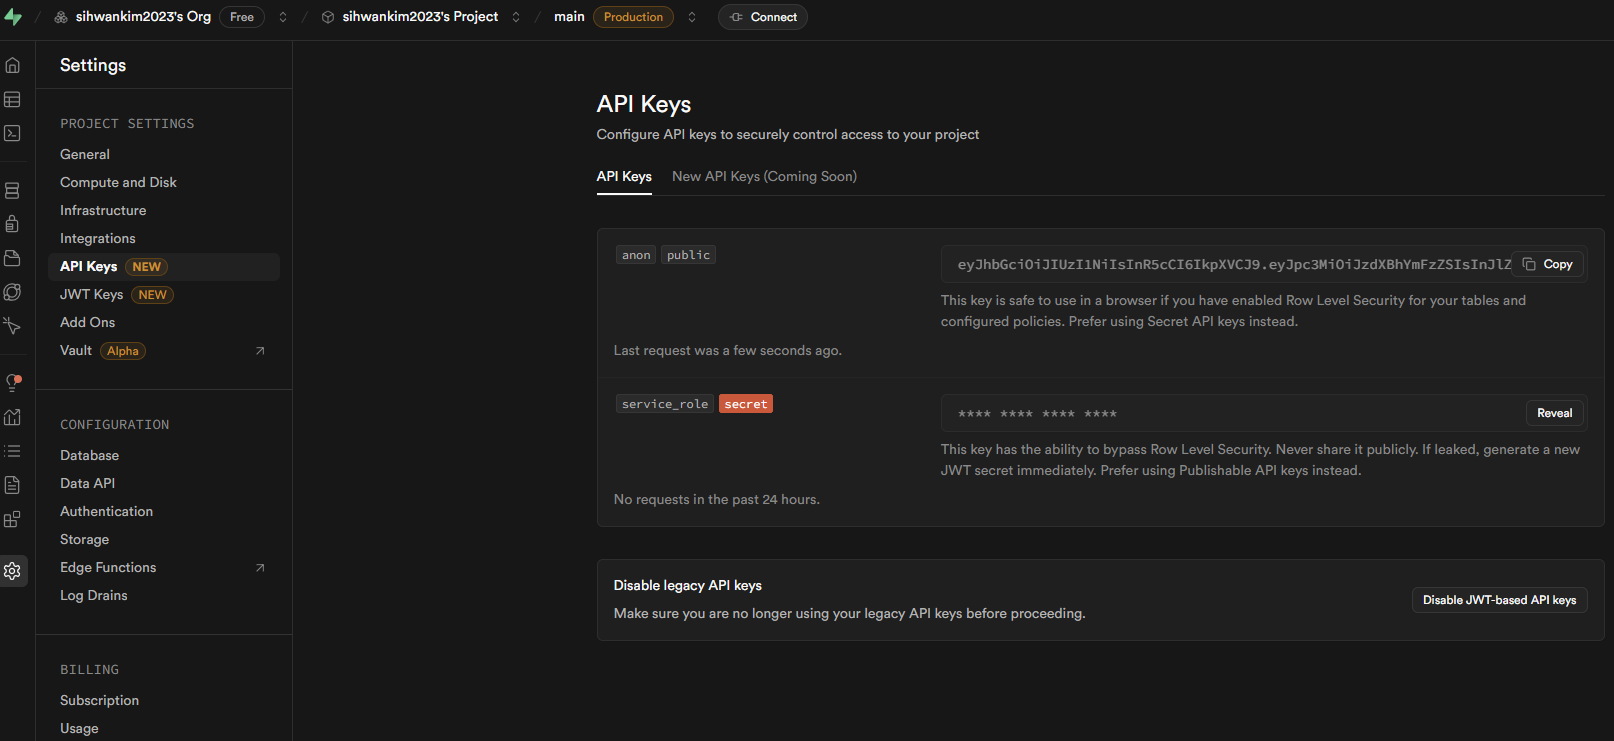 sihwankim2023's Org Free sihwankim2023's Project main Production Connect
Settings
PROJECT SETTINGS
General
Compute and Disk
Infrastructure
Integrations
API Keys NEW
JWT Keys NEW
Add Ons
Vault Alpha
CONFIGURATION
Database
Data API
Authentication
Storage
Edge Functions
Log Drains
BILLING
Subscription
Usage
API Keys
Configure API keys to securely control access to your project
API Keys New API Keys (Coming Soon)
anon public
eyJhbGciOiJIUzI1NiIsInR5cCI6IkpXVCJ9.eyJpc3MiOiJzdXBhYmFzZSIsInJlZ Copy
This key is safe to use in a browser if you have enabled Row Level Security for your tables and
configured policies. Prefer using Secret API keys instead.
Last request was a few seconds ago.
service_role secret
**** **** **** **** Reveal
This key has the ability to bypass Row Level Security. Never share it publicly. If leaked, generate a new
JWT secret immediately. Prefer using Publishable API keys instead.
No requests in the past 24 hours.
Disable legacy API keys
Make sure you are no longer using your legacy API keys before proceeding.
Disable JWT-based API keys